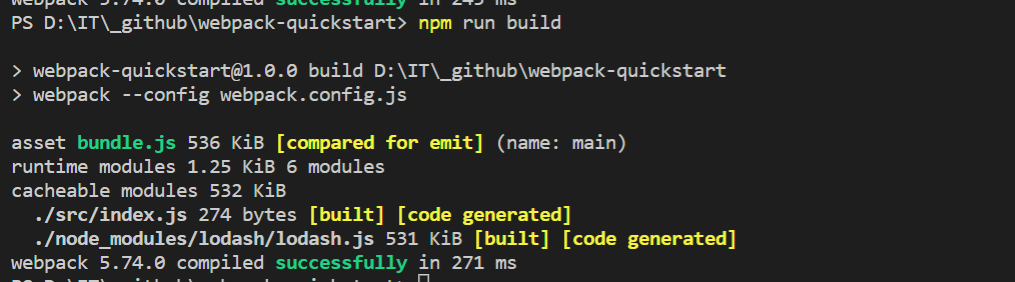 webpack 5.74.0 compiled successfully in 245 ms
PS D:\IT\_github\webpack-quickstart> npm run build
> webpack-quickstart@1.0.0 build D:\IT\_github\webpack-quickstart
> webpack --config webpack.config.js
asset bundle.js 536 KiB [compared for emit] (name: main)
runtime modules 1.25 KiB 6 modules
cacheable modules 532 KiB
./src/index.js 274 bytes [built] [code generated]
./node_modules/lodash/lodash.js 531 KiB [built] [code generated]
webpack 5.74.0 compiled successfully in 271 ms
PS D:\IT\_github\webpack-quickstart>